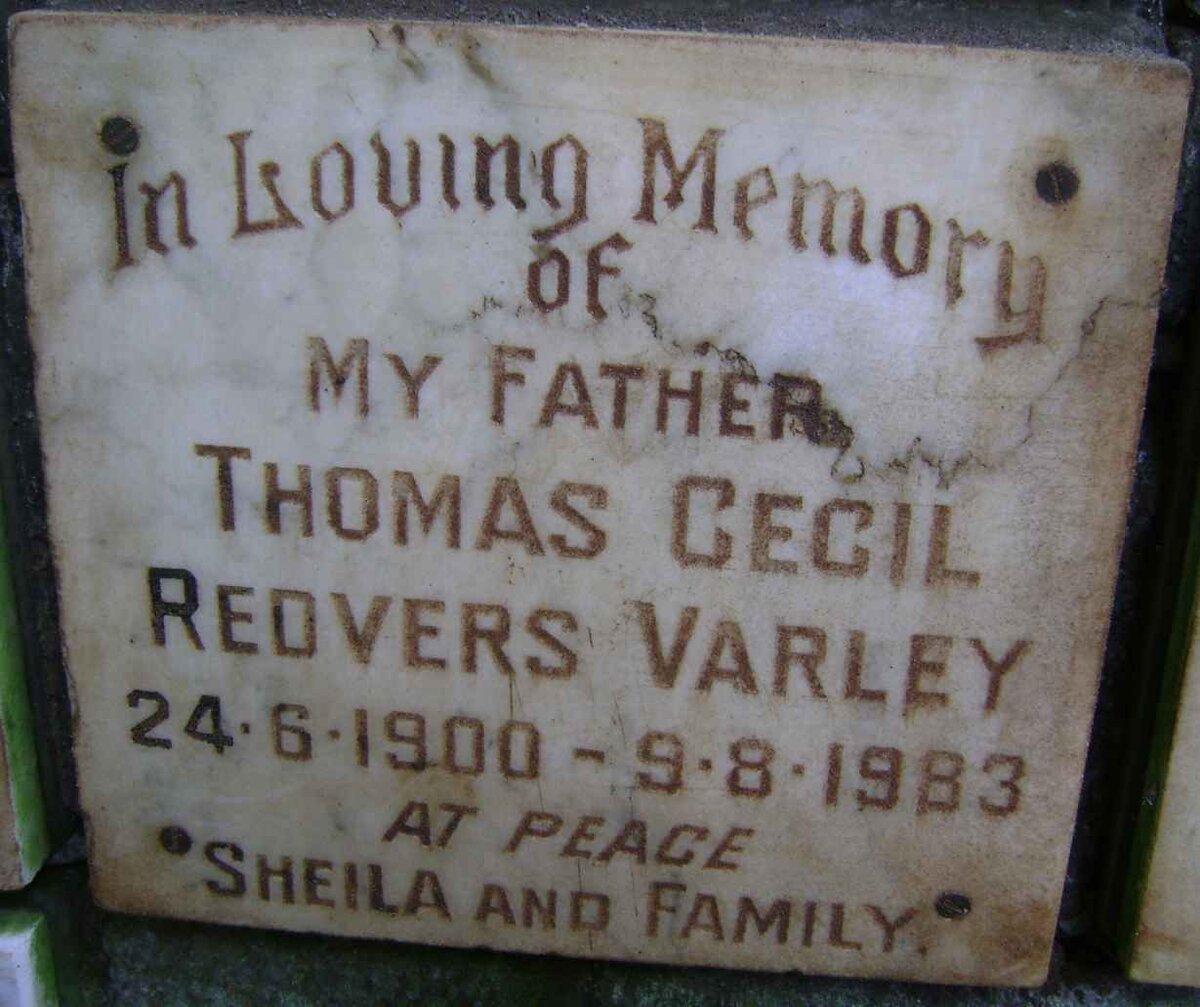 In Loving Memory
of
MY FATHER
THOMAS CECIL
REDVERS VARLEY
24·6·1900 – 9·8·1983
AT PEACE
SHEILA AND FAMILY.